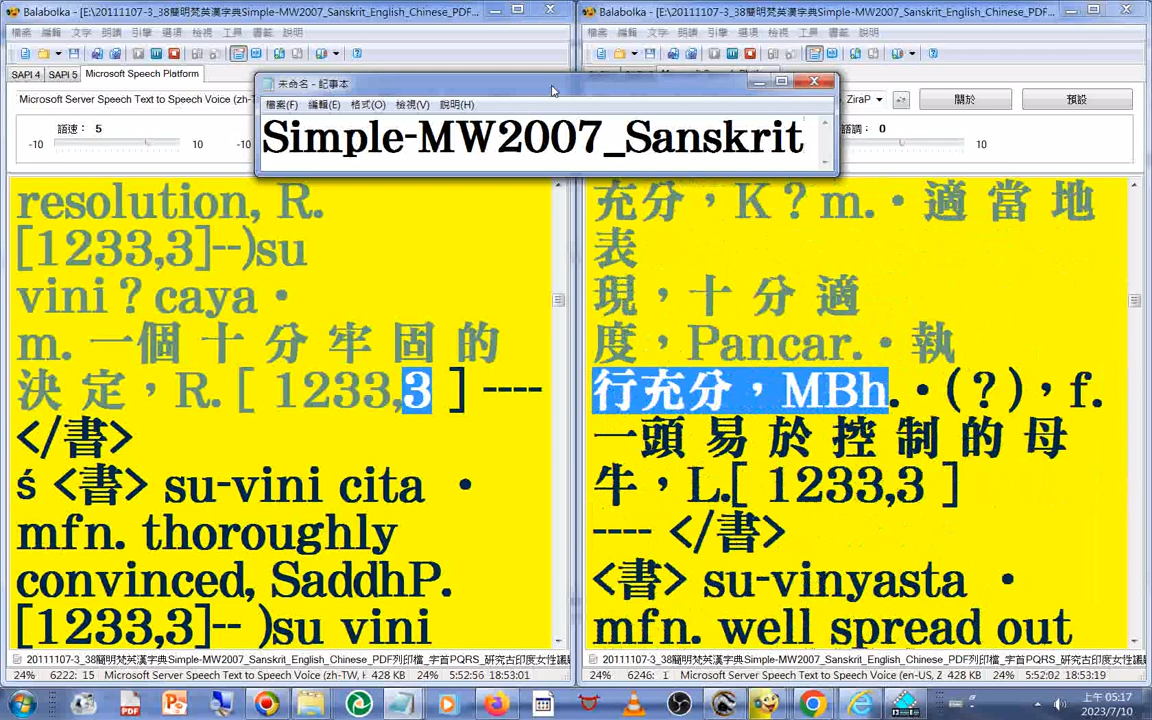 Balabolka - [E:\20111107-3_38簡明梵英漢字典Simple-MW2007_Sanskrit_English_Chinese_PDF...
檔案 編輯 文字 朗讀 引擎 選項 檢視 工具 書籤 說明
SAPI 4 SAPI 5 Microsoft Speech Platform
Microsoft Server Speech Text to Speech Voice (zh-
語速： 5
-10 10 -10
Balabolka - [E:\20111107-3_38簡明梵英漢字典Simple-MW2007_Sanskrit_English_Chinese_PDF...
檔案 編輯 文字 朗讀 引擎 選項 檢視 工具 書籤 說明
ZiraP 關於 預設
語調： 0
10
未命名 - 記事本
檔案(F) 編輯(E) 格式(O) 檢視(V) 說明(H)
Simple-MW2007_Sanskrit
resolution, R.
[1233,3]--)su
vini？caya •
m. 一個 十 分 牢 固 的
決 定，R. [ 1233,3 ] ----
</書>
ś <書> su-vini cita •
mfn. thoroughly
convinced, SaddhP.
[1233,3]-- )su vini
充分，K？m.• 適 當 地
表
現，十 分 適
度，Pancar.• 執
行充分，MBh.•(？)，f.
一頭 易 於 控 制 的 母
牛，L.[ 1233,3 ]
---- </書>
<書> su-vinyasta •
mfn. well spread out
20111107-3_38簡明梵英漢字典Simple-MW2007_Sanskrit_English_Chinese_PDF列印檔_字首PQRS_研究古印度女性議題
24% 6222: 15 Microsoft Server Speech Text to Speech Voice (zh-TW, H 428 KB 24% 5:52:56 18:53:01
20111107-3_38簡明梵英漢字典Simple-MW2007_Sanskrit_English_Chinese_PDF列印檔_字首PQRS_研究古印度女性議題
24% 6246: 1 Microsoft Server Speech Text to Speech Voice (en-US, Z 428 KB 24% 5:52:02 18:53:19
上午 05:17
2023/7/10